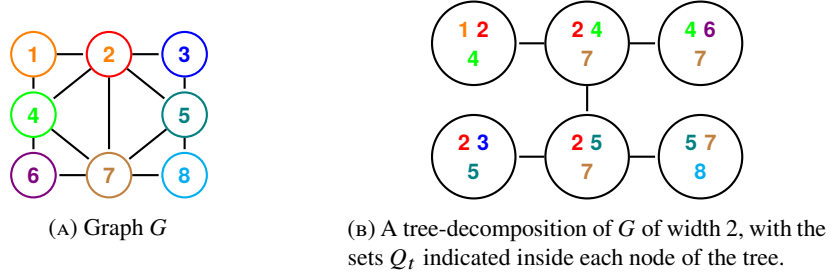 1 2 3
4 5
6 7 8
(A) Graph G
1 2
4
2 4
7
4 6
7
2 3
5
2 5
7
5 7
8
(B) A tree-decomposition of G of width 2, with the
sets Qₜ indicated inside each node of the tree.